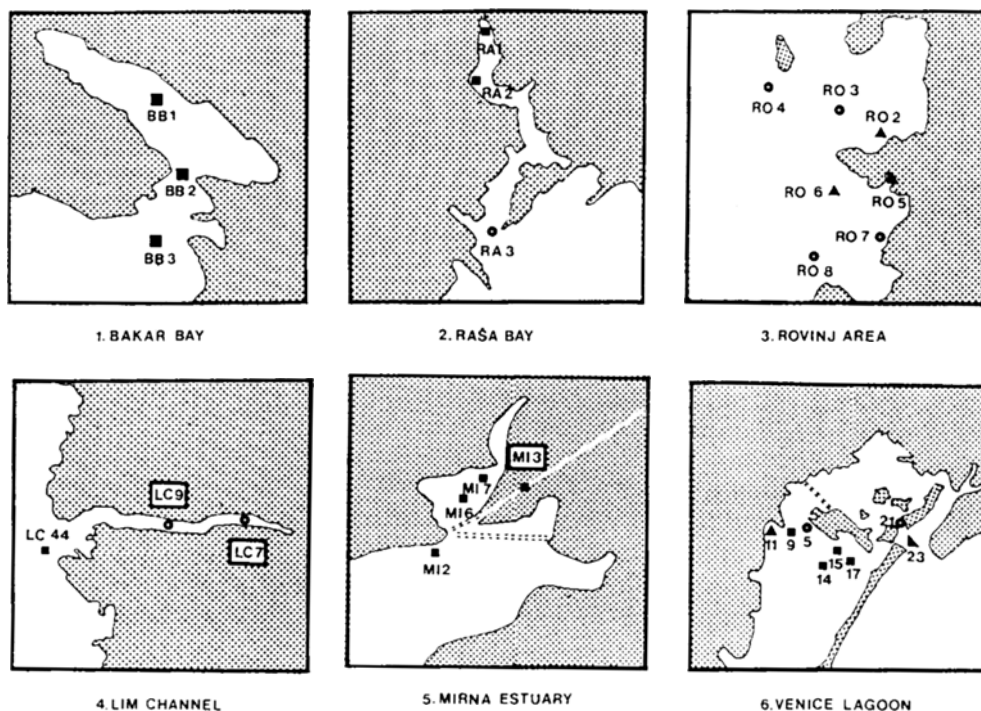 BB1
BB2
BB3
1. BAKAR BAY
RA1
RA2
RA3
2. RAŠA BAY
RO 4
RO 3
RO 2
RO 6
RO 5
RO 7
RO 8
3. ROVINJ AREA
LC 44
LC9
LC7
4. LIM CHANNEL
MI3
MI7
MI6
MI2
5. MIRNA ESTUARY
11
9
5
21
15
14
17
23
6. VENICE LAGOON